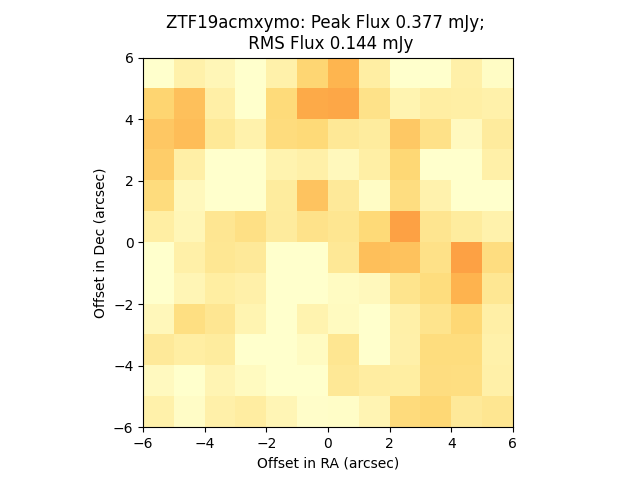 ZTF19acmxymo: Peak Flux 0.377 mJy;
RMS Flux 0.144 mJy
6
4
2
0
−2
−4
−6
Offset in Dec (arcsec)
−6 −4 −2 0 2 4 6
Offset in RA (arcsec)